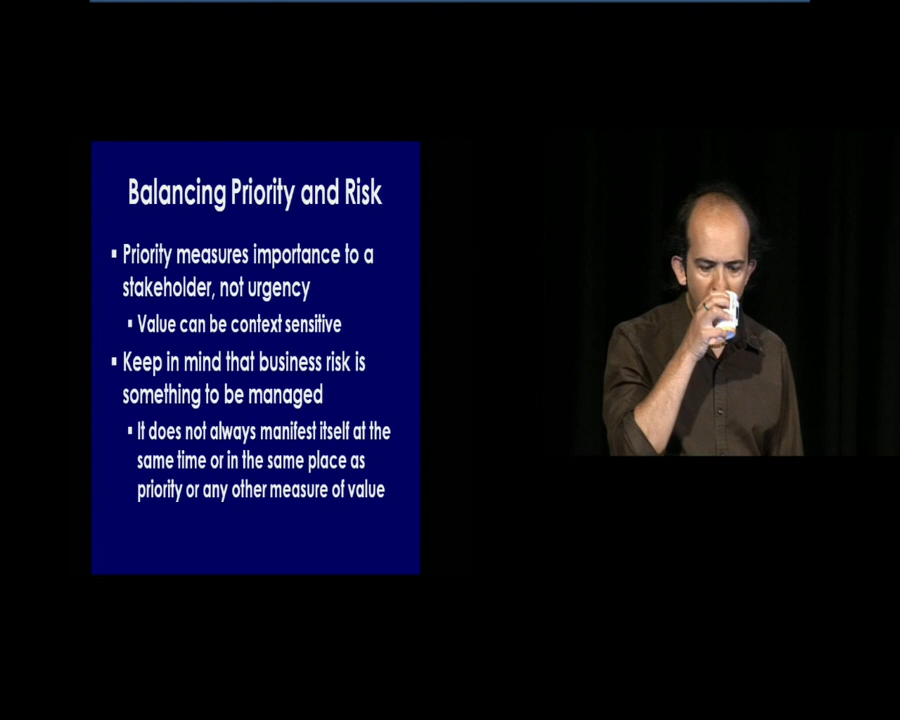 Balancing Priority and Risk
▪ Priority measures importance to a
stakeholder, not urgency
▪ Value can be context sensitive
▪ Keep in mind that business risk is
something to be managed
▪ It does not always manifest itself at the
same time or in the same place as
priority or any other measure of value